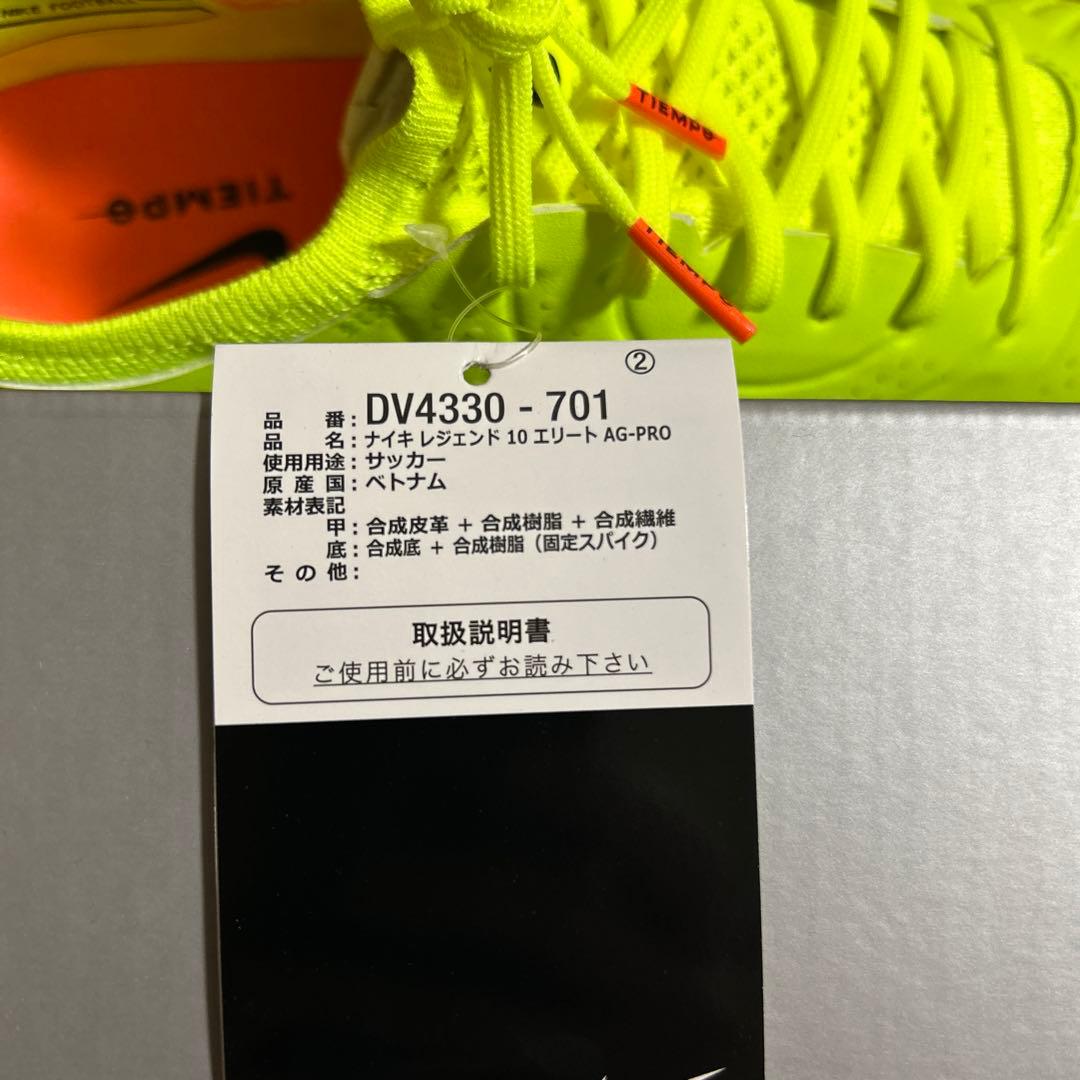 NIKE FOOTBALL
TIEMPO
TIEMPO
TIEMPO
②
品 番: DV4330 - 701
品 名: ナイキ レジェンド 10 エリート AG-PRO
使用用途: サッカー
原 産 国: ベトナム
素材表記
甲: 合成皮革 + 合成樹脂 + 合成繊維
底: 合成底 + 合成樹脂（固定スパイク）
そ の 他:
取扱説明書
ご使用前に必ずお読み下さい